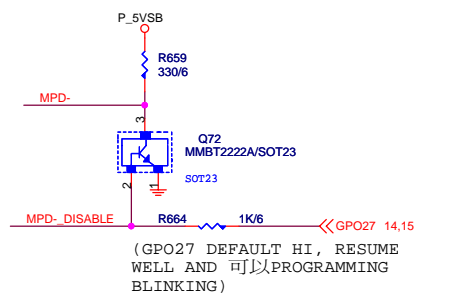 P_5VSB
R659
330/6
MPD-
3
Q72
MMBT2222A/SOT23
SOT23
2
1
MPD-_DISABLE
R664
1K/6
GPO27 14,15
(GPO27 DEFAULT HI, RESUME
WELL AND 可以PROGRAMMING
BLINKING)